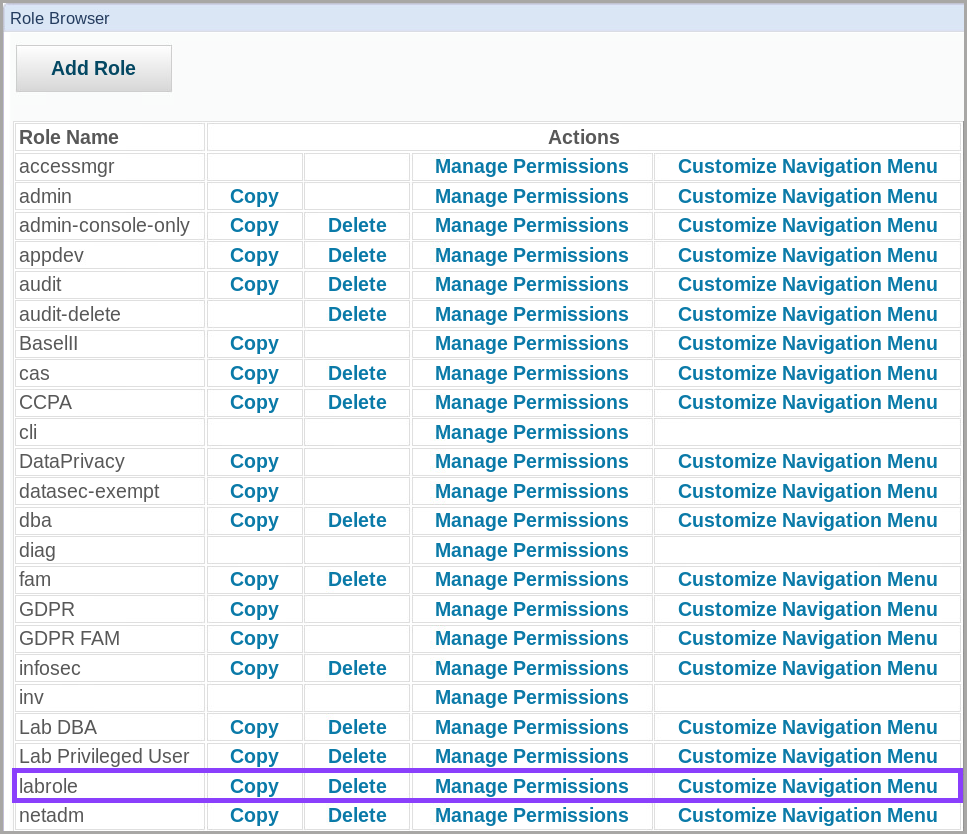 Role Browser
Add Role
Role Name Actions
accessmgr Manage Permissions Customize Navigation Menu
admin Copy Manage Permissions Customize Navigation Menu
admin-console-only Copy Delete Manage Permissions Customize Navigation Menu
appdev Copy Delete Manage Permissions Customize Navigation Menu
audit Copy Delete Manage Permissions Customize Navigation Menu
audit-delete Delete Manage Permissions Customize Navigation Menu
BaselII Copy Manage Permissions Customize Navigation Menu
cas Copy Delete Manage Permissions Customize Navigation Menu
CCPA Copy Delete Manage Permissions Customize Navigation Menu
cli Manage Permissions
DataPrivacy Copy Manage Permissions Customize Navigation Menu
datasec-exempt Copy Manage Permissions Customize Navigation Menu
dba Copy Delete Manage Permissions Customize Navigation Menu
diag Manage Permissions
fam Copy Delete Manage Permissions Customize Navigation Menu
GDPR Copy Manage Permissions Customize Navigation Menu
GDPR FAM Copy Manage Permissions Customize Navigation Menu
infosec Copy Delete Manage Permissions Customize Navigation Menu
inv Manage Permissions
Lab DBA Copy Delete Manage Permissions Customize Navigation Menu
Lab Privileged User Copy Delete Manage Permissions Customize Navigation Menu
labrole Copy Delete Manage Permissions Customize Navigation Menu
netadm Copy Delete Manage Permissions Customize Navigation Menu